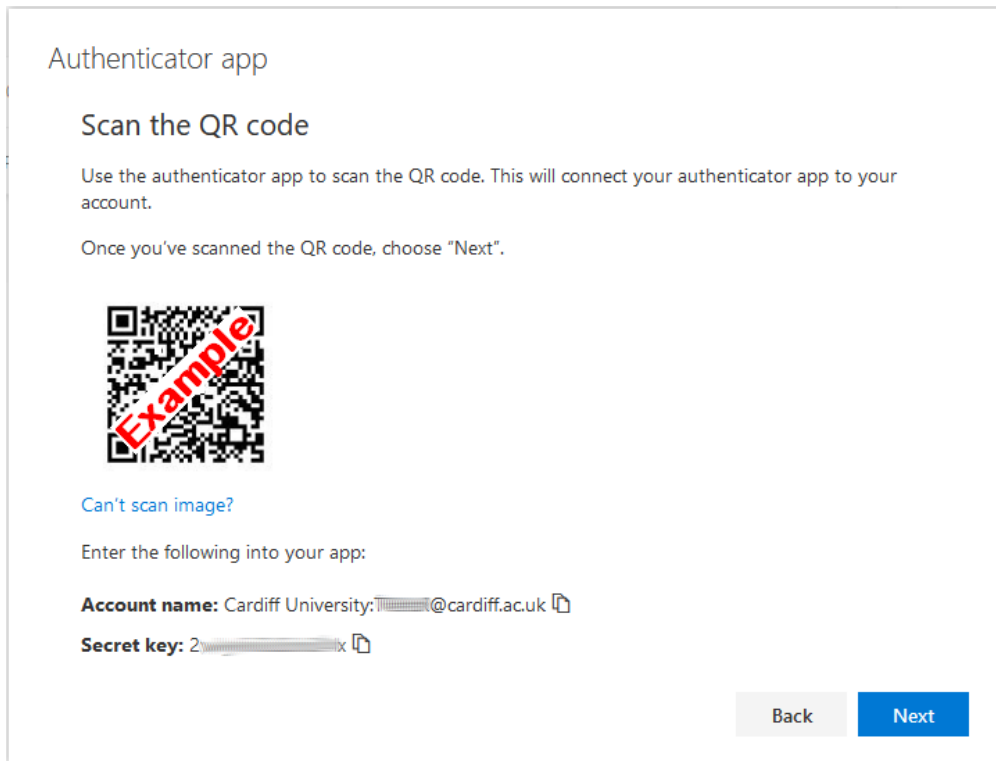 Authenticator app
Scan the QR code
Use the authenticator app to scan the QR code. This will connect your authenticator app to your
account.
Once you've scanned the QR code, choose “Next”.
Example
Can't scan image?
Enter the following into your app:
Account name: Cardiff University:@cardiff.ac.uk
Secret key:
Back
Next